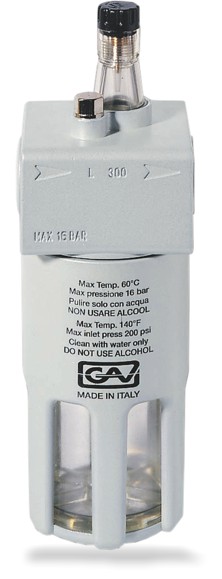 L 300
MAX 15 BAR
Max Temp. 60°C
Max pressione 16 bar
Pulire solo con acqua
NON USARE ALCOOL
Max Temp. 140°F
Max inlet press 200 psi
Clean with water only
DO NOT USE ALCOHOL
GAV
MADE IN ITALY